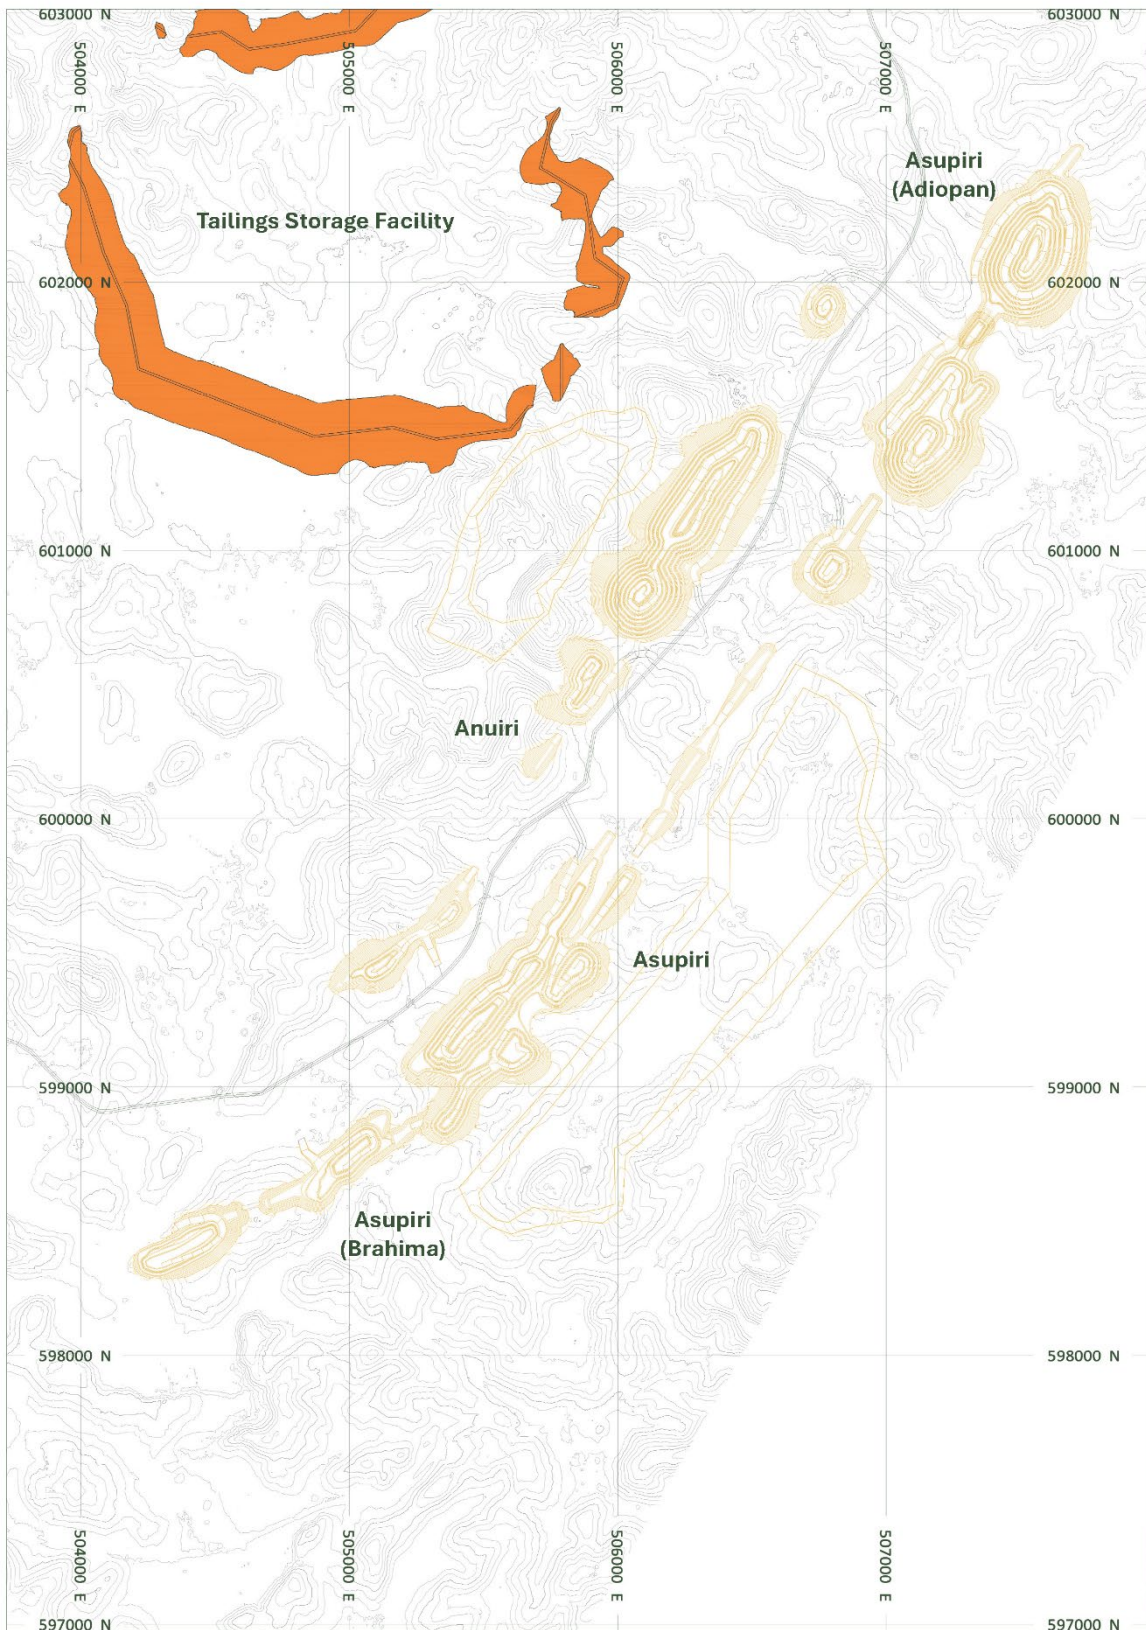 603000 N
603000 N
504000 E
505000 E
506000 E
507000 E
Asupiri
(Adiopan)
Tailings Storage Facility
602000 N
602000 N
601000 N
601000 N
Anuiri
600000 N
600000 N
Asupiri
599000 N
599000 N
Asupiri
(Brahima)
598000 N
598000 N
504000 E
505000 E
506000 E
507000 E
597000 N
597000 N